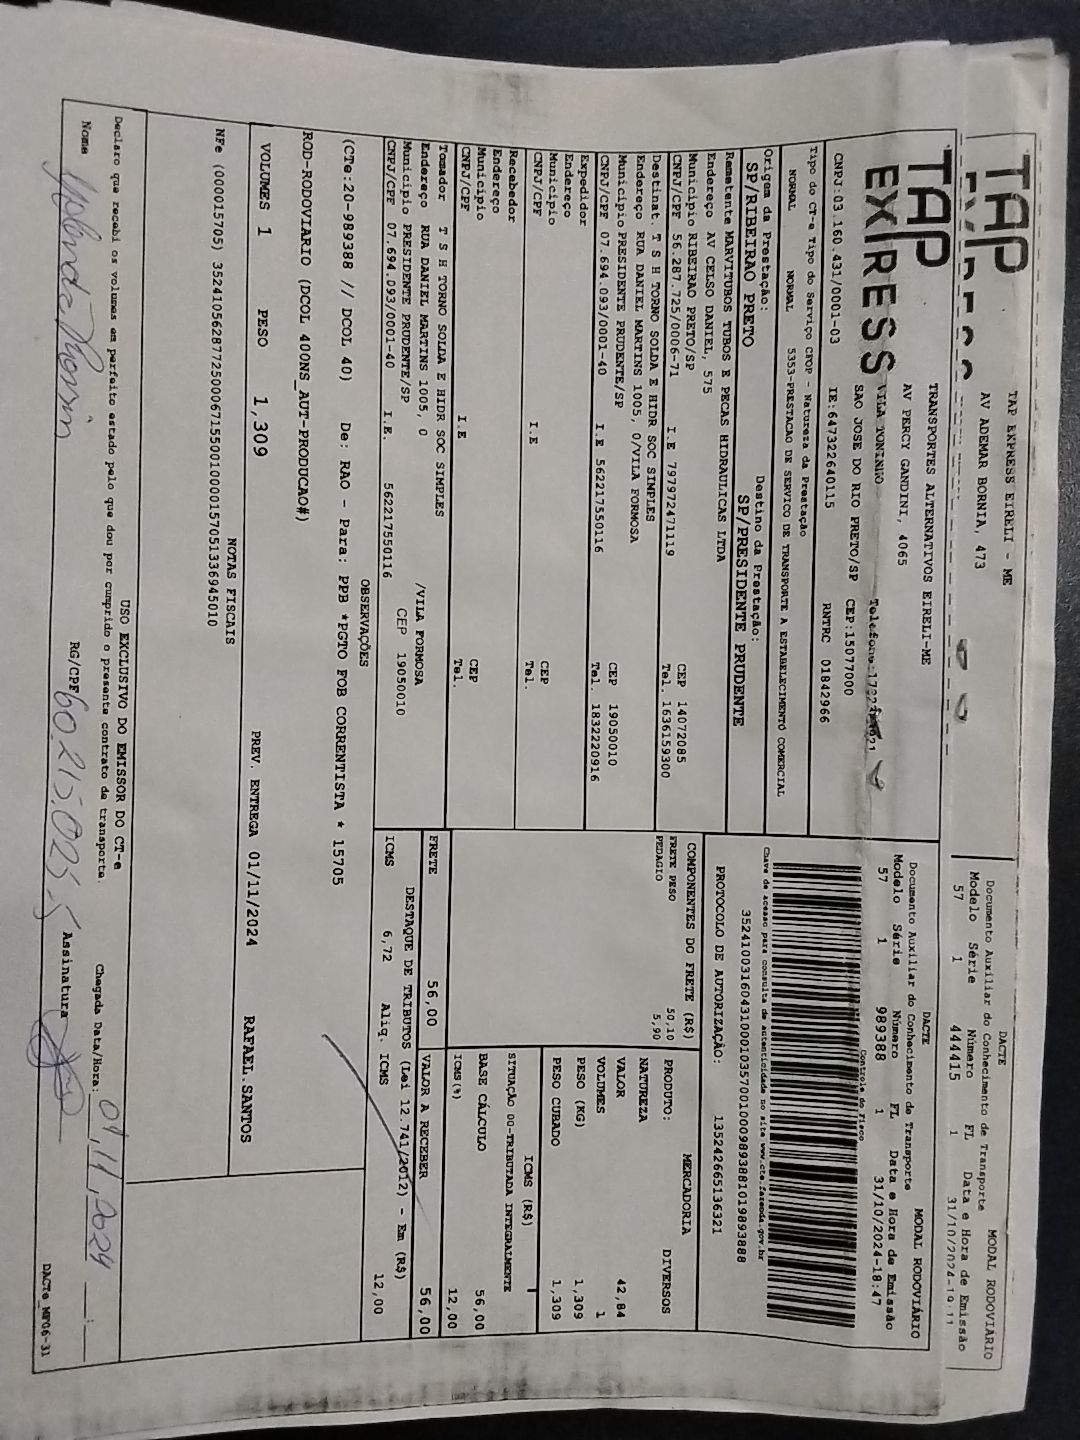 TAP
TAP EXPRESS EIRELI - ME
AV ADEMAR BORNIA, 473
DACTE
Documento Auxiliar do Conhecimento de Transporte
MODAL RODOVIÁRIO
Modelo Série Número FL Data e Hora de Emissão
57 1 444415 1 31/10/2024-19:11
TAP
EXPRESS
TRANSPORTES ALTERNATIVOS EIRELI-ME
AV PERCY GANDINI, 4065
VILA TONINHO
SAO JOSE DO RIO PRETO/SP CEP:15077000
CNPJ:03.160.431/0001-03 IE:647322640115 RNTRC 01842966
DACTE
Documento Auxiliar do Conhecimento de Transporte
MODAL RODOVIÁRIO
Modelo Série Número FL Data e Hora de Emissão
57 1 989388 1 31/10/2024-18:47
Controle do Fisco
Chave de acesso para consulta de autenticidade no site www.cte.fazenda.gov.br
PROTOCOLO DE AUTORIZAÇÃO: 135242665136321
Tipo do CT-e Tipo do Serviço CFOP - Natureza da Prestação
NORMAL NORMAL 5353-PRESTACAO DE SERVICO DE TRANSPORTE A ESTABELECIMENTO COMERCIAL
Origem da Prestação: Destino da Prestação:
SP/RIBEIRAO PRETO SP/PRESIDENTE PRUDENTE
Remetente MARVITUBOS TUBOS E PECAS HIDRAULICAS LTDA
Endereço AV CELSO DANIEL, 575
Município RIBEIRAO PRETO/SP CEP 14072085
CNPJ/CPF 56.287.725/0006-71 I.E 797972471119 Tel. 1636159300
Destinat. T S H TORNO SOLDA E HIDR SOC SIMPLES
Endereço RUA DANIEL MARTINS 1005, 0/VILA FORMOSA
Município PRESIDENTE PRUDENTE/SP CEP 19050010
CNPJ/CPF 07.694.093/0001-40 I.E 562217550116 Tel. 1832220916
Expedidor
Endereço
Município CEP
CNPJ/CPF I.E Tel.
Recebedor
Endereço
Município CEP
CNPJ/CPF I.E Tel.
Tomador T S H TORNO SOLDA E HIDR SOC SIMPLES
Endereço RUA DANIEL MARTINS 1005, 0 /VILA FORMOSA
Município PRESIDENTE PRUDENTE/SP CEP 19050010
CNPJ/CPF 07.694.093/0001-40 I.E. 562217550116
COMPONENTES DO FRETE (R$)
FRETE PESO 50,10
PEDAGIO 5,90
PRODUTO: MERCADORIA
NATUREZA DIVERSOS
VALOR 42,84
VOLUMES 1
PESO (KG) 1,309
PESO CUBADO 1,309
ICMS (R$)
SITUAÇÃO 00-TRIBUTADA INTEGRALMENTE
BASE CÁLCULO 56,00
ICMS(%) 12,00
FRETE 56,00 VALOR A RECEBER 56,00
DESTAQUE DE TRIBUTOS (Lei 12.741/2012) - Em (R$)
ICMS 6,72 Aliq. ICMS 12,00
OBSERVAÇÕES
(CTe:20-989388 // DCOL 40) De: RAO - Para: PPB *PGTO FOB CORRENTISTA * 15705
ROD-RODOVIARIO (DCOL 400NS_AUT-PRODUCAO#)
VOLUMES 1 PESO 1,309 PREV. ENTREGA 01/11/2024 RAFAEL.SANTOS
NOTAS FISCAIS
USO EXCLUSIVO DO EMISSOR DO CT-e
Declaro que recebi os volumes em perfeito estado pelo que dou por cumprido o presente contrato de transporte.
Chegada Data/Hora: 01/11/2024
Nome RG/CPF 60.215.025-5 Assinatura
DACTe_MP06-31